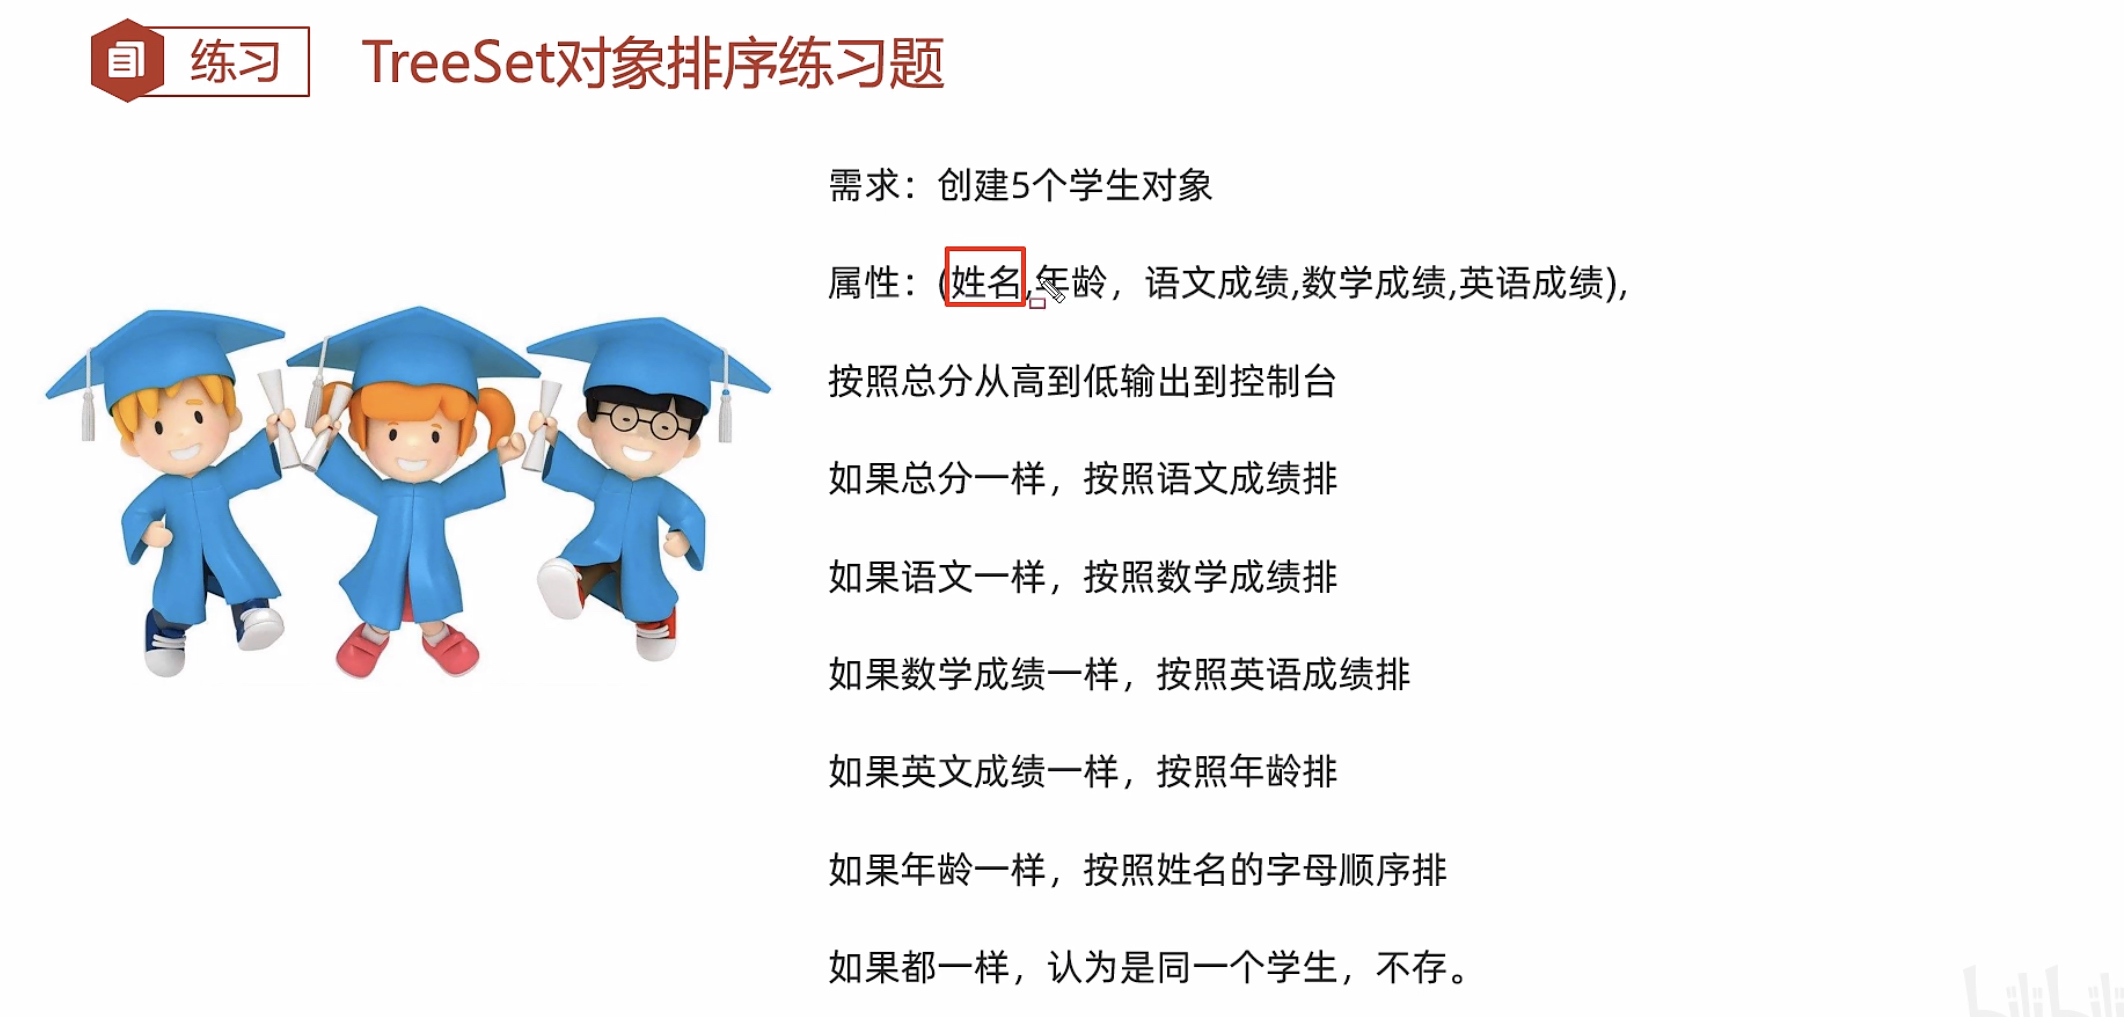 练习
TreeSet对象排序练习题
需求：创建5个学生对象
属性：(姓名,年龄，语文成绩,数学成绩,英语成绩),
按照总分从高到低输出到控制台
如果总分一样，按照语文成绩排
如果语文一样，按照数学成绩排
如果数学成绩一样，按照英语成绩排
如果英文成绩一样，按照年龄排
如果年龄一样，按照姓名的字母顺序排
如果都一样，认为是同一个学生，不存。
bilibili